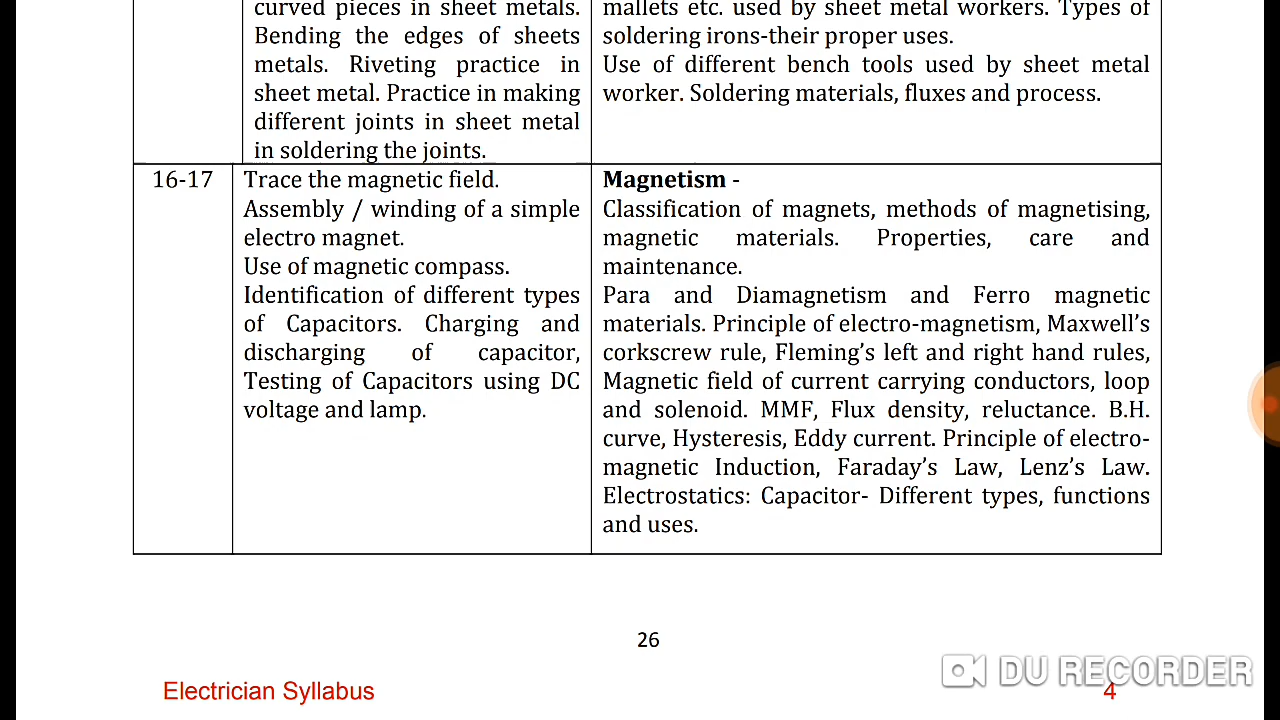 curved pieces in sheet metals.
Bending the edges of sheets
metals. Riveting practice in
sheet metal. Practice in making
different joints in sheet metal
in soldering the joints.
mallets etc. used by sheet metal workers. Types of
soldering irons-their proper uses.
Use of different bench tools used by sheet metal
worker. Soldering materials, fluxes and process.
16-17
Trace the magnetic field.
Assembly / winding of a simple
electro magnet.
Use of magnetic compass.
Identification of different types
of Capacitors. Charging and
discharging of capacitor,
Testing of Capacitors using DC
voltage and lamp.
Magnetism -
Classification of magnets, methods of magnetising,
magnetic materials. Properties, care and
maintenance.
Para and Diamagnetism and Ferro magnetic
materials. Principle of electro-magnetism, Maxwell's
corkscrew rule, Fleming's left and right hand rules,
Magnetic field of current carrying conductors, loop
and solenoid. MMF, Flux density, reluctance. B.H.
curve, Hysteresis, Eddy current. Principle of electro-
magnetic Induction, Faraday's Law, Lenz's Law.
Electrostatics: Capacitor- Different types, functions
and uses.
26
Electrician Syllabus
4
DU RECORDER